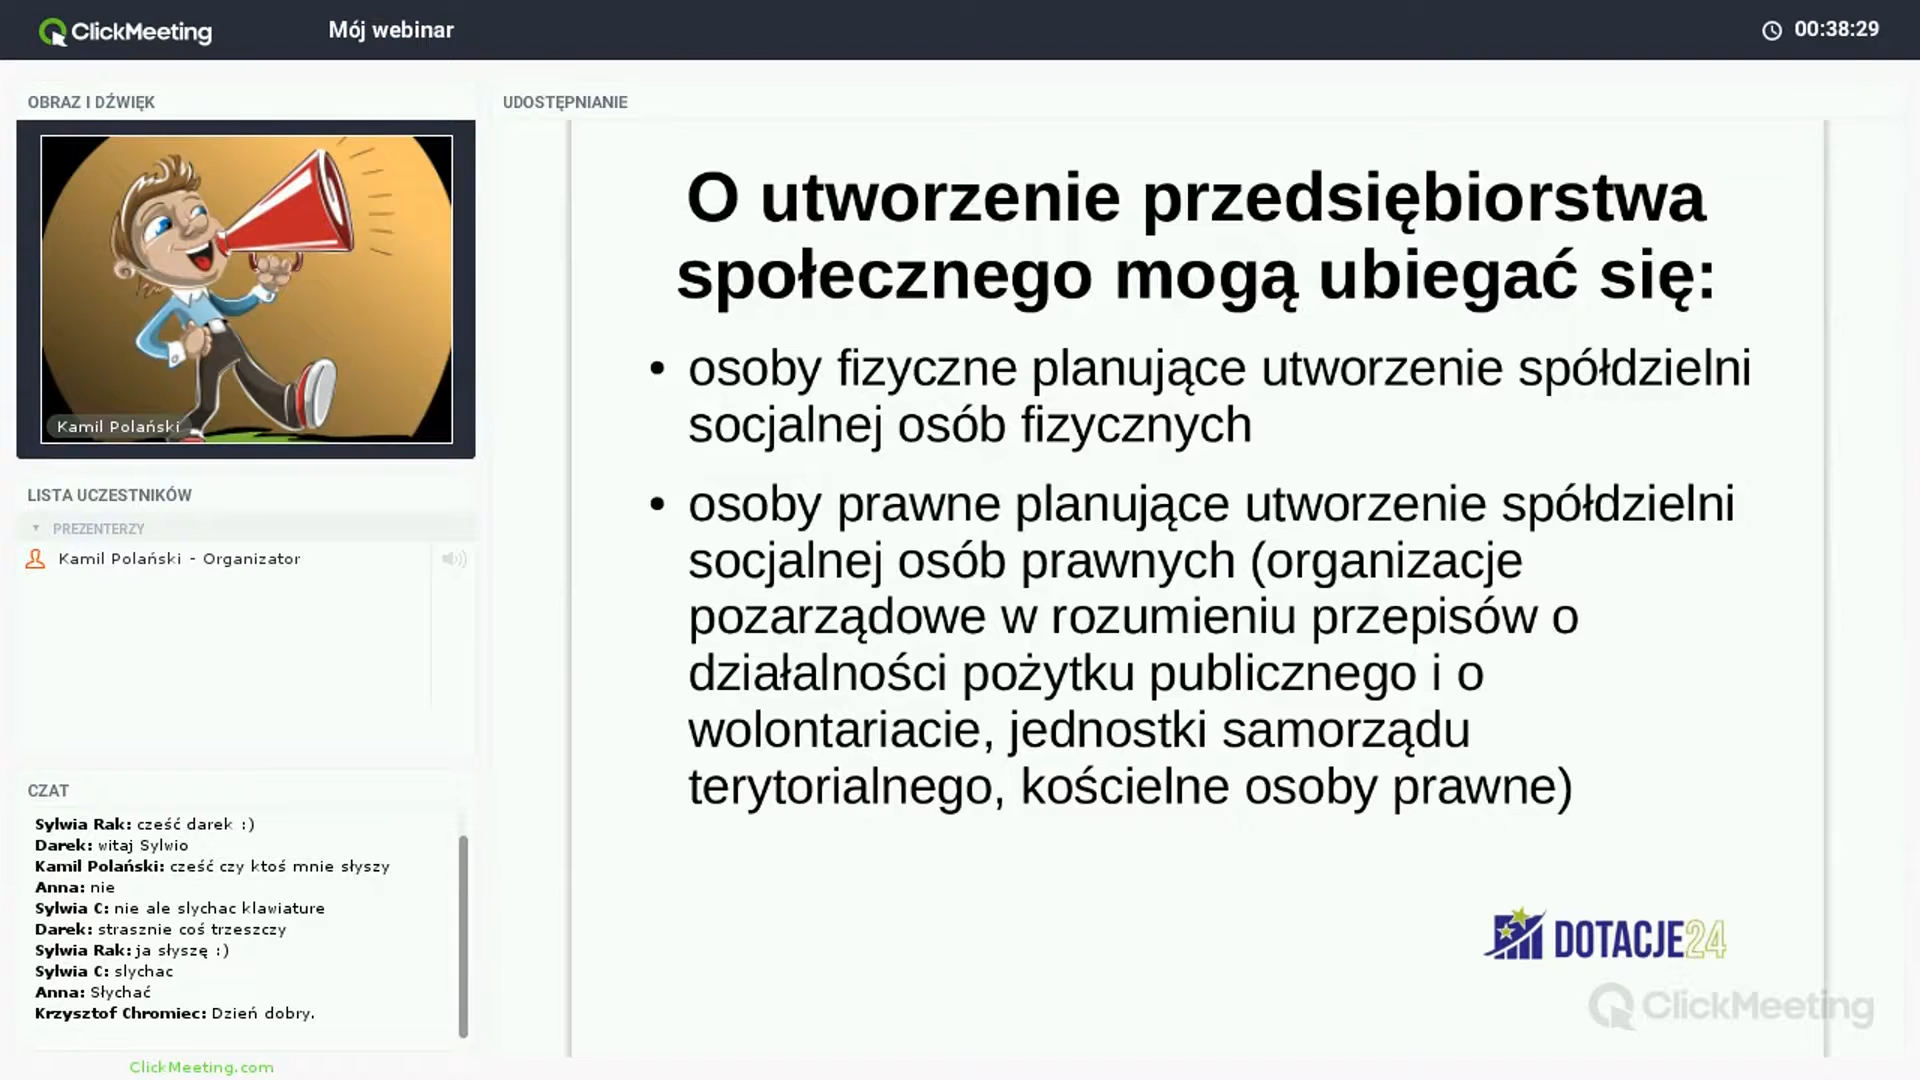 ClickMeeting
Mój webinar
00:38:29
OBRAZ I DŹWIĘK
Kamil Polański
LISTA UCZESTNIKÓW
PREZENTERZY
Kamil Polański - Organizator
CZAT
Sylwia Rak: cześć darek :)
Darek: witaj Sylwio
Kamil Polański: cześć czy ktoś mnie słyszy
Anna: nie
Sylwia C: nie ale slychac klawiature
Darek: strasznie coś trzeszczy
Sylwia Rak: ja słyszę :)
Sylwia C: slychac
Anna: Słychać
Krzysztof Chromiec: Dzień dobry.
ClickMeeting.com
UDOSTĘPNIANIE
O utworzenie przedsiębiorstwa
społecznego mogą ubiegać się:
• osoby fizyczne planujące utworzenie spółdzielni
socjalnej osób fizycznych
• osoby prawne planujące utworzenie spółdzielni
socjalnej osób prawnych (organizacje
pozarządowe w rozumieniu przepisów o
działalności pożytku publicznego i o
wolontariacie, jednostki samorządu
terytorialnego, kościelne osoby prawne)
DOTACJE24
ClickMeeting